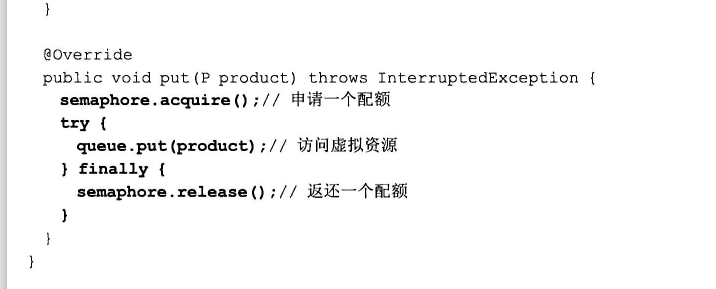 }
@Override
public void put(P product) throws InterruptedException {
semaphore.acquire();// 申请一个配额
try {
queue.put(product);// 访问虚拟资源
} finally {
semaphore.release();// 返还一个配额
}
}
}